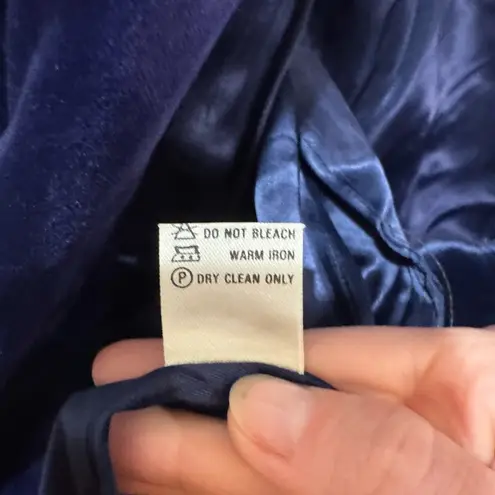 DO NOT BLEACH
WARM IRON
P DRY CLEAN ONLY